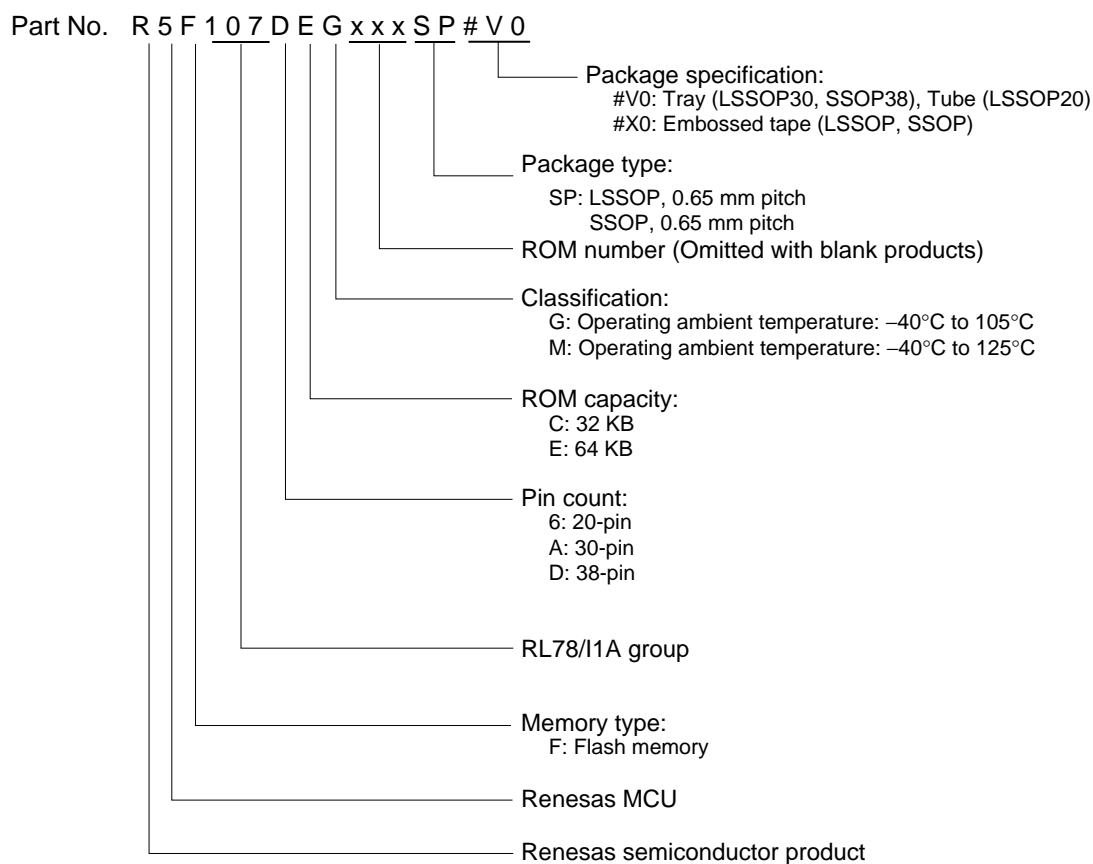 Part No. R 5 F 1 0 7 D E G x x x S P # V 0
Package specification:
#V0: Tray (LSSOP30, SSOP38), Tube (LSSOP20)
#X0: Embossed tape (LSSOP, SSOP)
Package type:
SP: LSSOP, 0.65 mm pitch
SSOP, 0.65 mm pitch
ROM number (Omitted with blank products)
Classification:
G: Operating ambient temperature: −40°C to 105°C
M: Operating ambient temperature: −40°C to 125°C
ROM capacity:
C: 32 KB
E: 64 KB
Pin count:
6: 20-pin
A: 30-pin
D: 38-pin
RL78/I1A group
Memory type:
F: Flash memory
Renesas MCU
Renesas semiconductor product